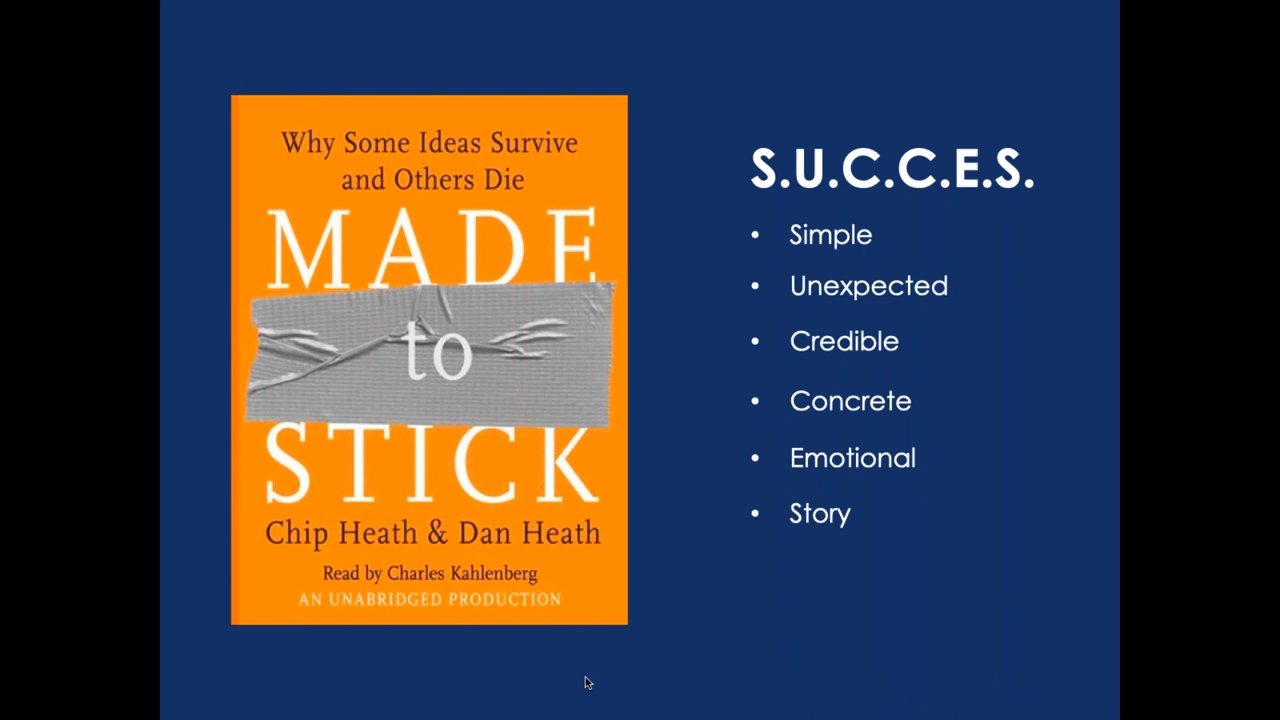 Why Some Ideas Survive
and Others Die
MADE
to
STICK
Chip Heath & Dan Heath
Read by Charles Kahlenberg
AN UNABRIDGED PRODUCTION
S.U.C.C.E.S.
• Simple
• Unexpected
• Credible
• Concrete
• Emotional
• Story